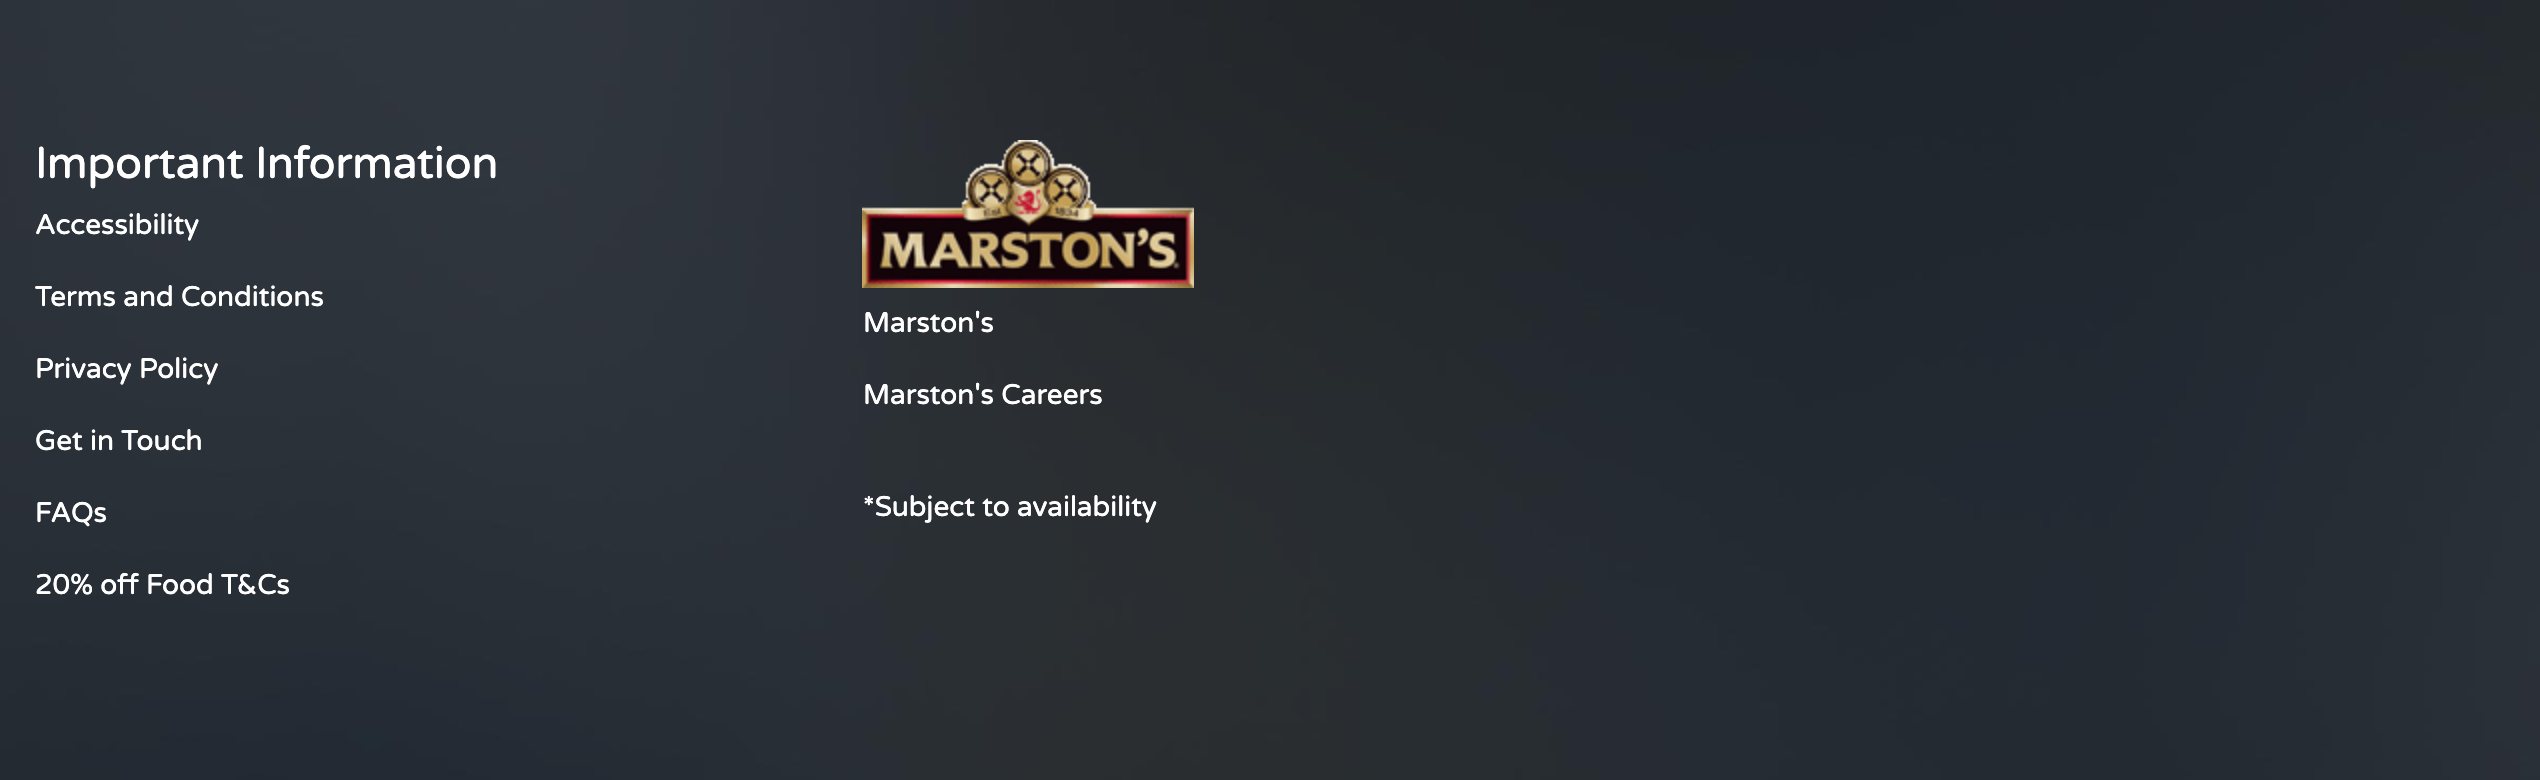 Important Information
Accessibility
Terms and Conditions
Privacy Policy
Get in Touch
FAQs
20% off Food T&Cs
1834
MARSTON'S
Marston's
Marston's Careers
*Subject to availability